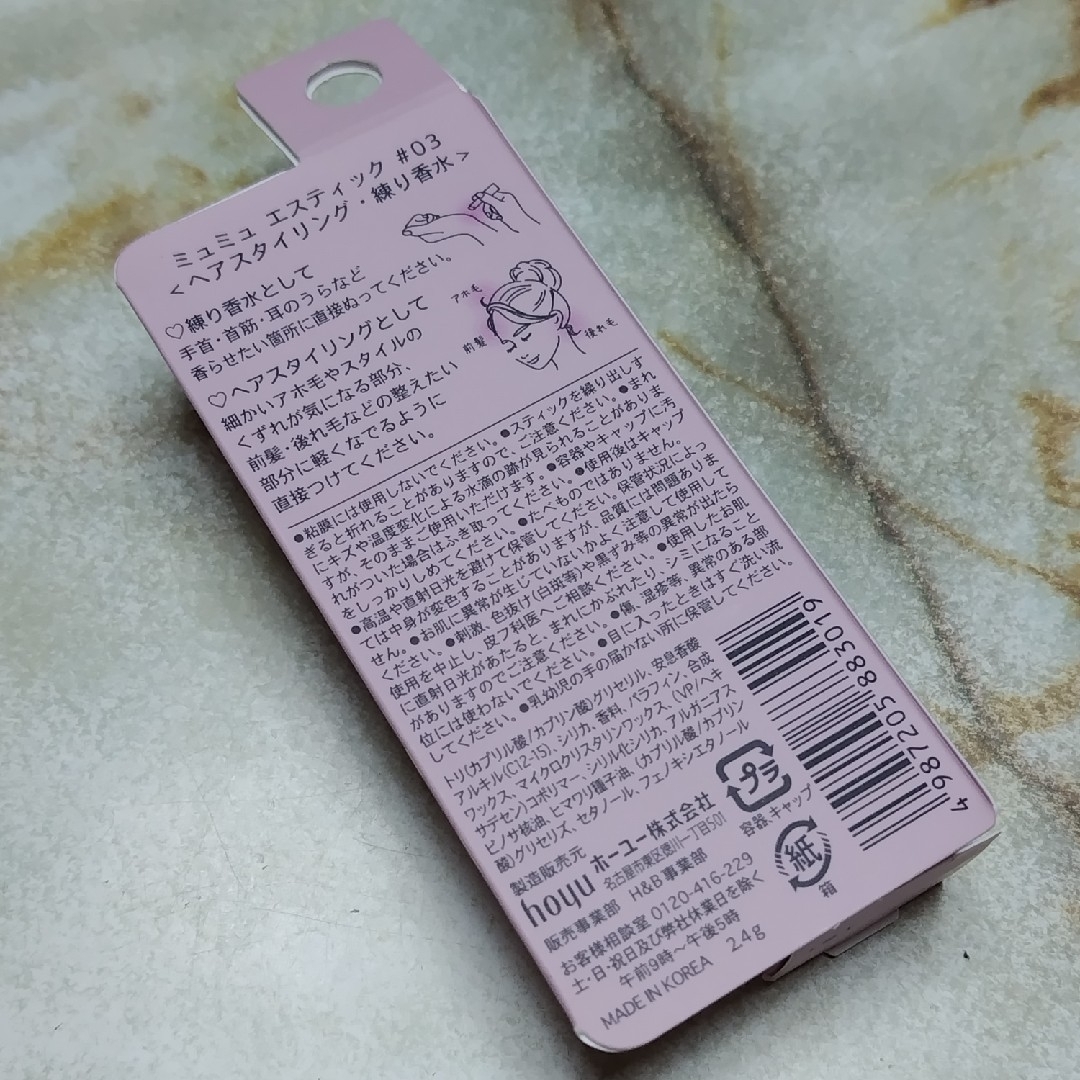 ミュミュ エスティック #03
<ヘアスタイリング・練り香水>
♡練り香水として
手首・首筋・耳のうらなど
香らせたい箇所に直接ぬってください。
♡ヘアスタイリングとして
細かいアホ毛やスタイルの
くずれが気になる部分、
前髪・後れ毛などの整えたい
部分に軽くなでるように
直接つけてください。
アホ毛
前髪
後れ毛
●粘膜には使用しないでください。●スティックを繰り出しす
ぎると折れることがありますので、ご注意ください。●まれ
にキズや温度変化による水滴の跡が見られることがありま
すが、そのままご使用いただけます。●容器やキャップに汚
れがついた場合はふき取ってください。●使用後はキャップ
をしっかりしめてください。●たべものではありません。
●高温や直射日光を避けて保管してください。保管状況によっ
ては中身が変色することがありますが、品質には問題ありま
せん。●お肌に異常が生じていないかよく注意して使用して
ください。●刺激、色抜け(白斑等)や黒ずみ等の異常が出たら
使用を中止し、皮フ科医へご相談ください。●使用したお肌
に直射日光があたると、まれにかぶれたり、シミになること
がありますのでご注意ください。●傷、湿疹等、異常のある部
位には使わないでください。●目に入ったときはすぐ洗い流
してください。●乳幼児の手の届かない所に保管してください。
トリ(カプリル酸/カプリン酸)グリセリル、安息香酸
アルキル(C12-15)、シリカ、香料、パラフィン、合成
ワックス、マイクロクリスタリンワックス、(VP/ヘキ
サデセン)コポリマー、シリル化シリカ、アルガニアス
ピノサ核油、ヒマワリ種子油、(カプリル酸/カプリン
酸)グリセリズ、セタノール、フェノキシエタノール
製造販売元
hoyu ホーユー株式会社
名古屋市東区徳川一丁目501
販売事業部 H&B事業部
お客様相談室 0120-416-229
土・日・祝日及び弊社休業日を除く
午前9時～午後5時
MADE IN KOREA 2.4g
プラ
容器、キャップ
紙
箱
4987205883019